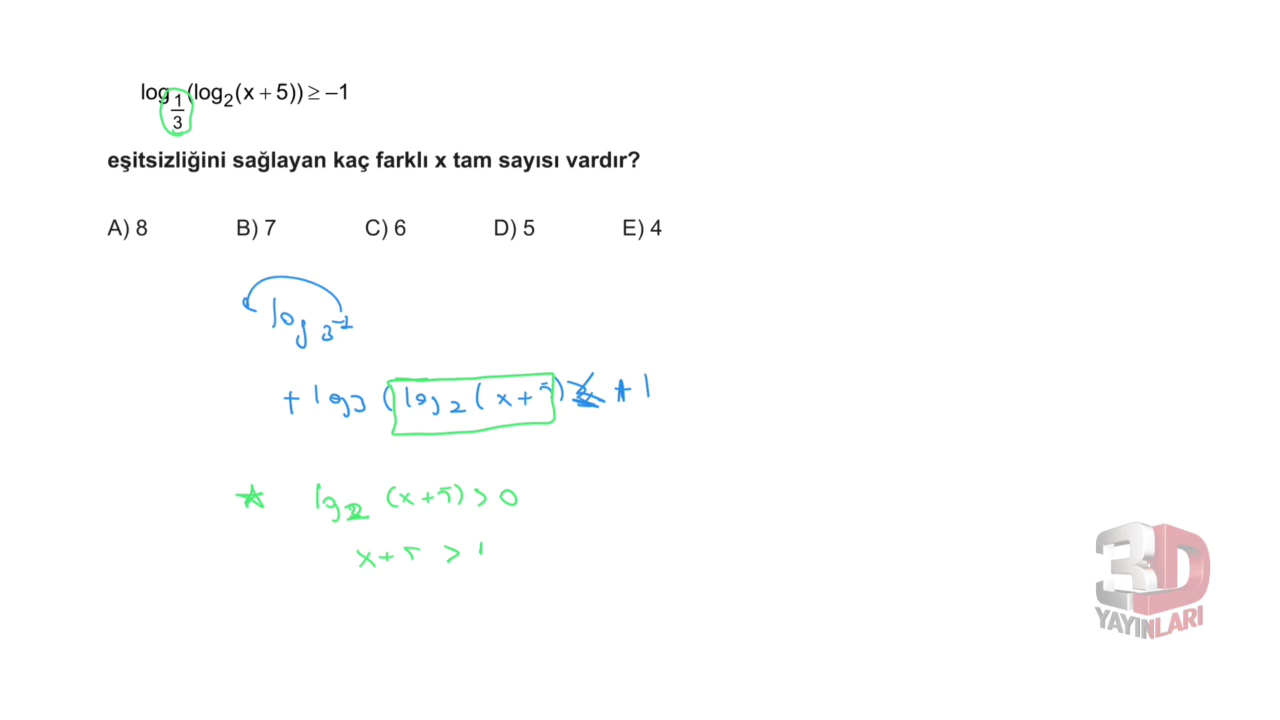 log_{1/3}(log₂(x + 5)) ≥ −1
eşitsizliğini sağlayan kaç farklı x tam sayısı vardır?
A) 8 B) 7 C) 6 D) 5 E) 4
log 3⁻¹
+ log₃ (log₂ (x + 5) + 1
log₂ (x + 5) > 0
x + 5 > 1
3D
YAYINLARI